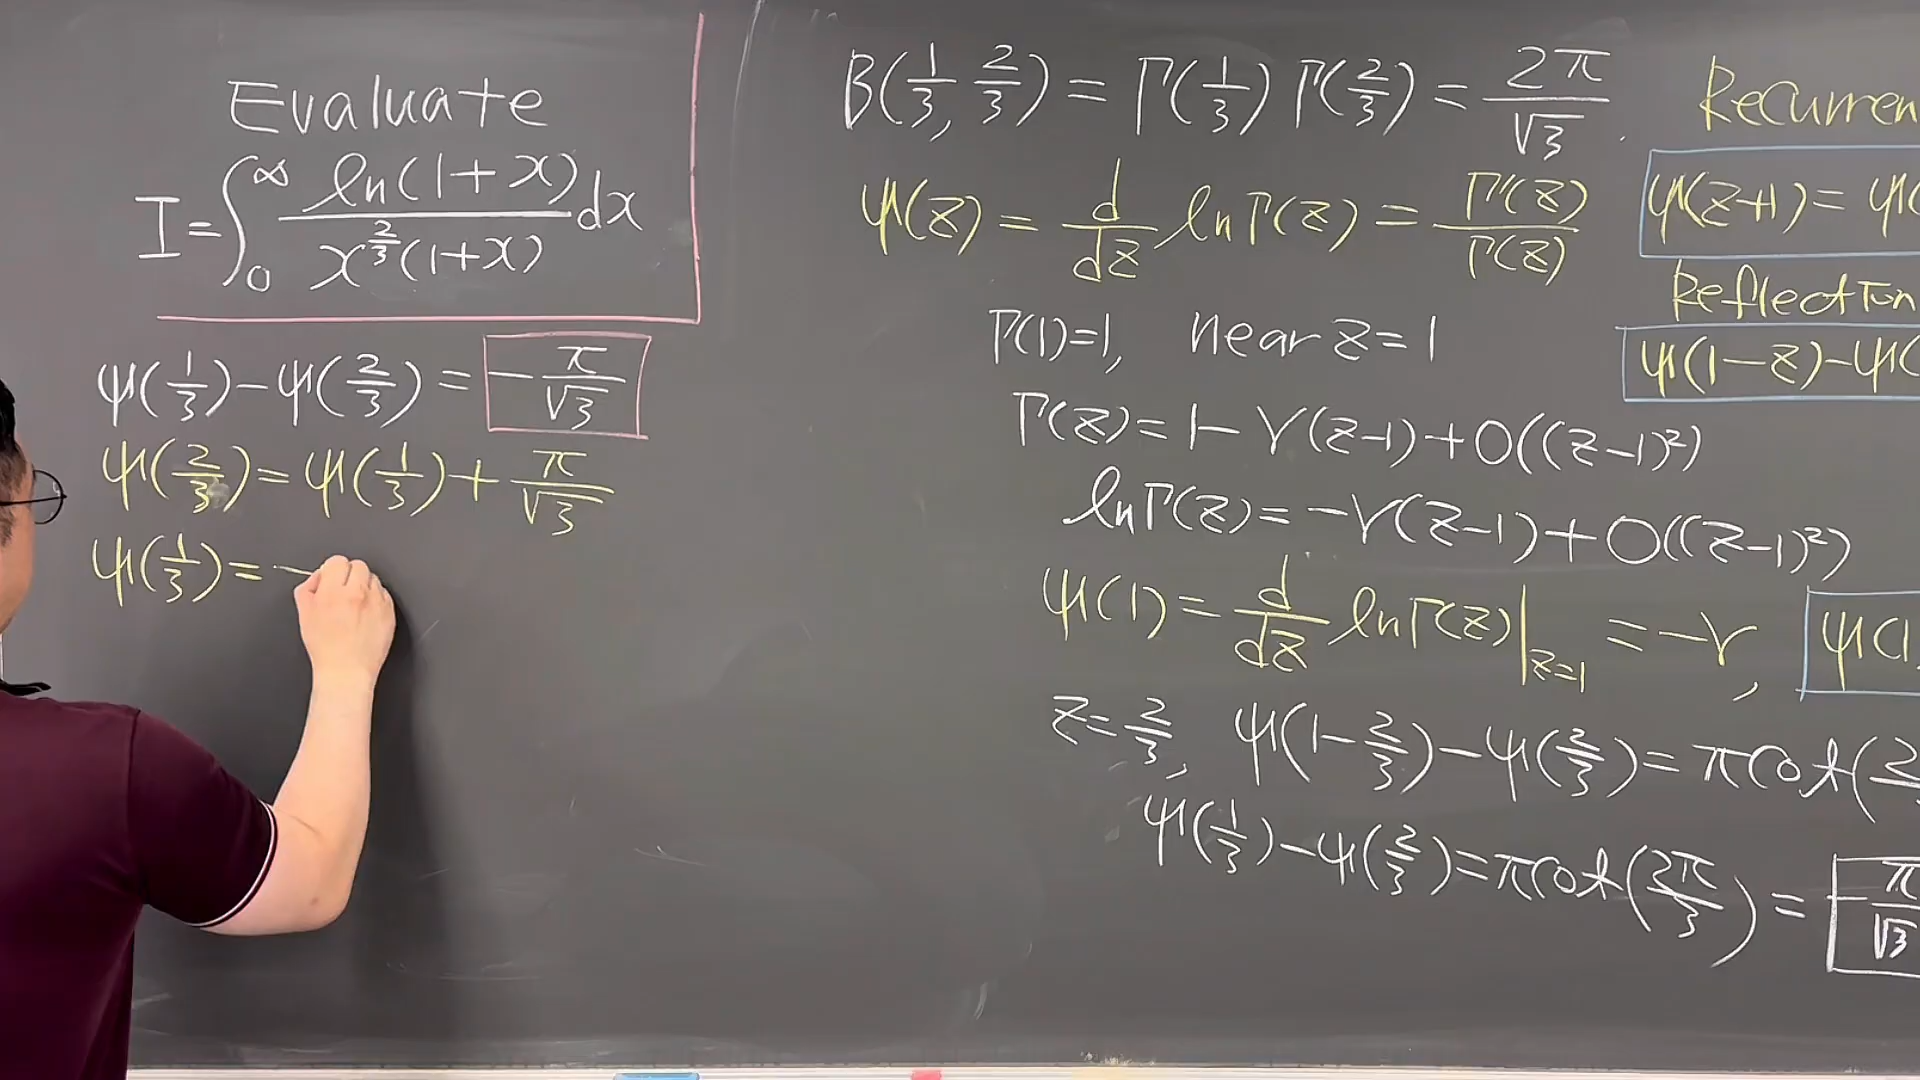 Evaluate
I = ∫₀^∞ ln(1+x) / (x^(2/3) (1+x)) dx
ψ(1/3) − ψ(2/3) = −π/√3
ψ(2/3) = ψ(1/3) + π/√3
ψ(1/3) = −
B(1/3, 2/3) = Γ(1/3) Γ(2/3) = 2π/√3.
ψ(z) = d/dz ln Γ(z) = Γ'(z)/Γ(z)
Γ(1)=1, near z=1
Γ(z) = 1 − γ(z−1) + O((z−1)²)
ln Γ(z) = −γ(z−1) + O((z−1)²)
ψ(1) = d/dz ln Γ(z)|_{z=1} = −γ,
z = 2/3, ψ(1−2/3) − ψ(2/3) = π cot(2
ψ(1/3) − ψ(2/3) = π cot(2π/3) = −π/√3
Recurren
ψ(z+1) = ψ(
Reflection
ψ(1−z) − ψ(
ψ(1